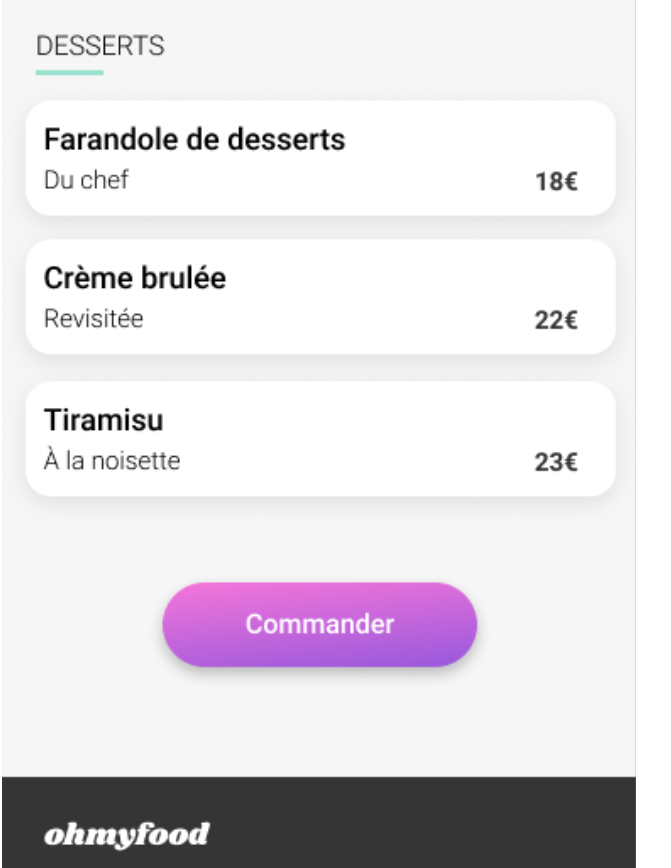 DESSERTS
Farandole de desserts
Du chef
18€
Crème brulée
Revisitée
22€
Tiramisu
À la noisette
23€
Commander
ohmyfood